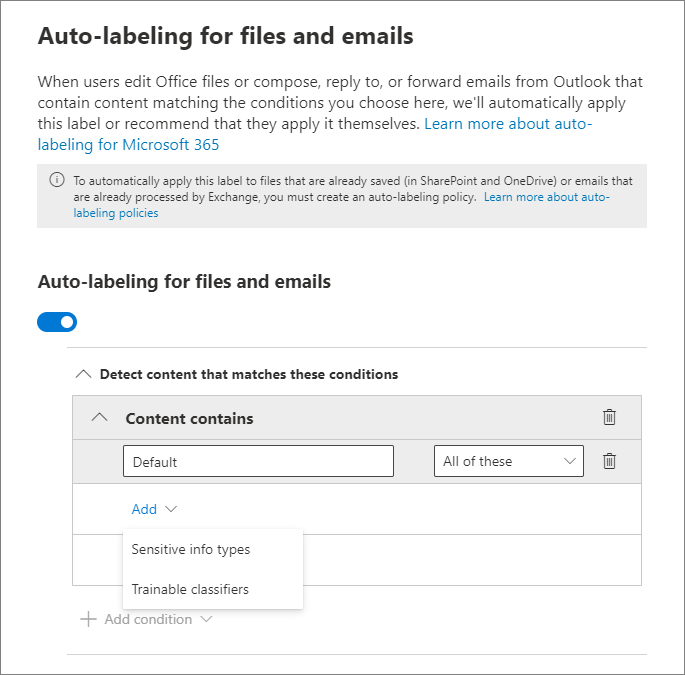 Auto-labeling for files and emails
When users edit Office files or compose, reply to, or forward emails from Outlook that
contain content matching the conditions you choose here, we'll automatically apply
this label or recommend that they apply it themselves. Learn more about auto-
labeling for Microsoft 365
To automatically apply this label to files that are already saved (in SharePoint and OneDrive) or emails that
are already processed by Exchange, you must create an auto-labeling policy. Learn more about auto-
labeling policies
Auto-labeling for files and emails
Detect content that matches these conditions
Content contains
Default All of these
Add
Sensitive info types
Trainable classifiers
Add condition